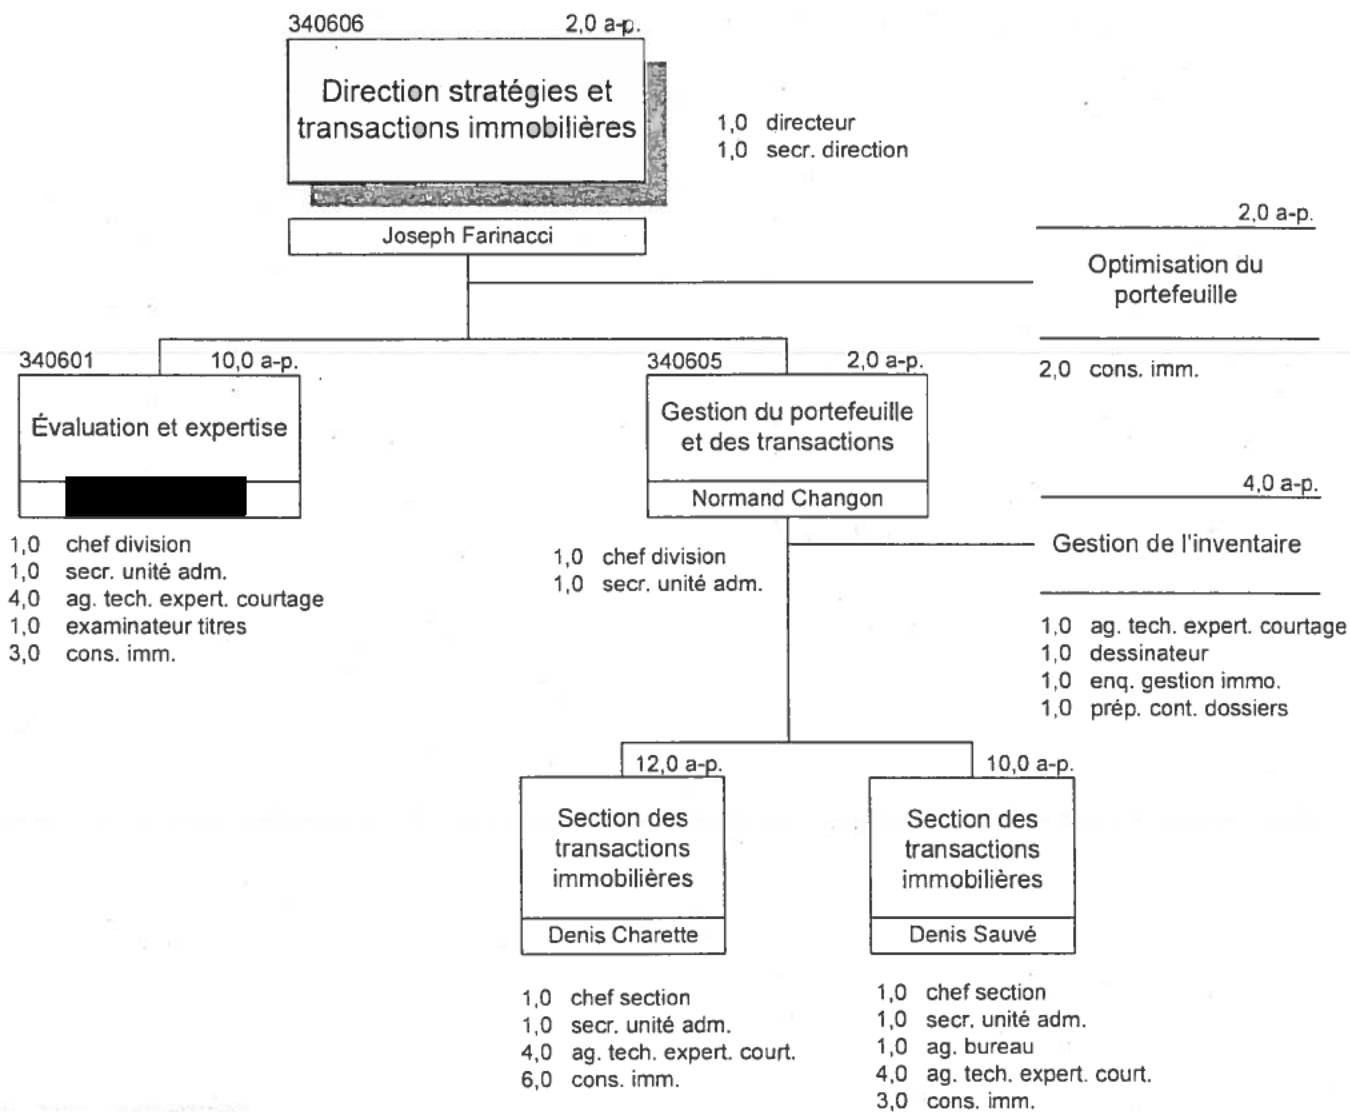 340606 2,0 a-p.
Direction stratégies et
transactions immobilières
1,0 directeur
1,0 secr. direction
Joseph Farinacci
2,0 a-p.
Optimisation du
portefeuille
2,0 cons. imm.
340601 10,0 a-p.
Évaluation et expertise
1,0 chef division
1,0 secr. unité adm.
4,0 ag. tech. expert. courtage
1,0 examinateur titres
3,0 cons. imm.
340605 2,0 a-p.
Gestion du portefeuille
et des transactions
Normand Changon
1,0 chef division
1,0 secr. unité adm.
4,0 a-p.
Gestion de l'inventaire
1,0 ag. tech. expert. courtage
1,0 dessinateur
1,0 enq. gestion immo.
1,0 prép. cont. dossiers
12,0 a-p.
Section des
transactions
immobilières
Denis Charette
1,0 chef section
1,0 secr. unité adm.
4,0 ag. tech. expert. court.
6,0 cons. imm.
10,0 a-p.
Section des
transactions
immobilières
Denis Sauvé
1,0 chef section
1,0 secr. unité adm.
1,0 ag. bureau
4,0 ag. tech. expert. court.
3,0 cons. imm.